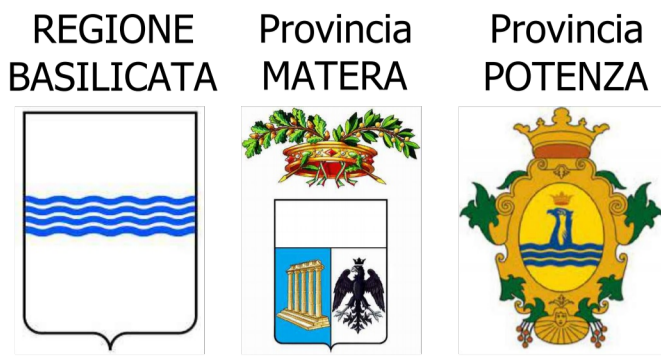 REGIONE
BASILICATA
Provincia
MATERA
Provincia
POTENZA